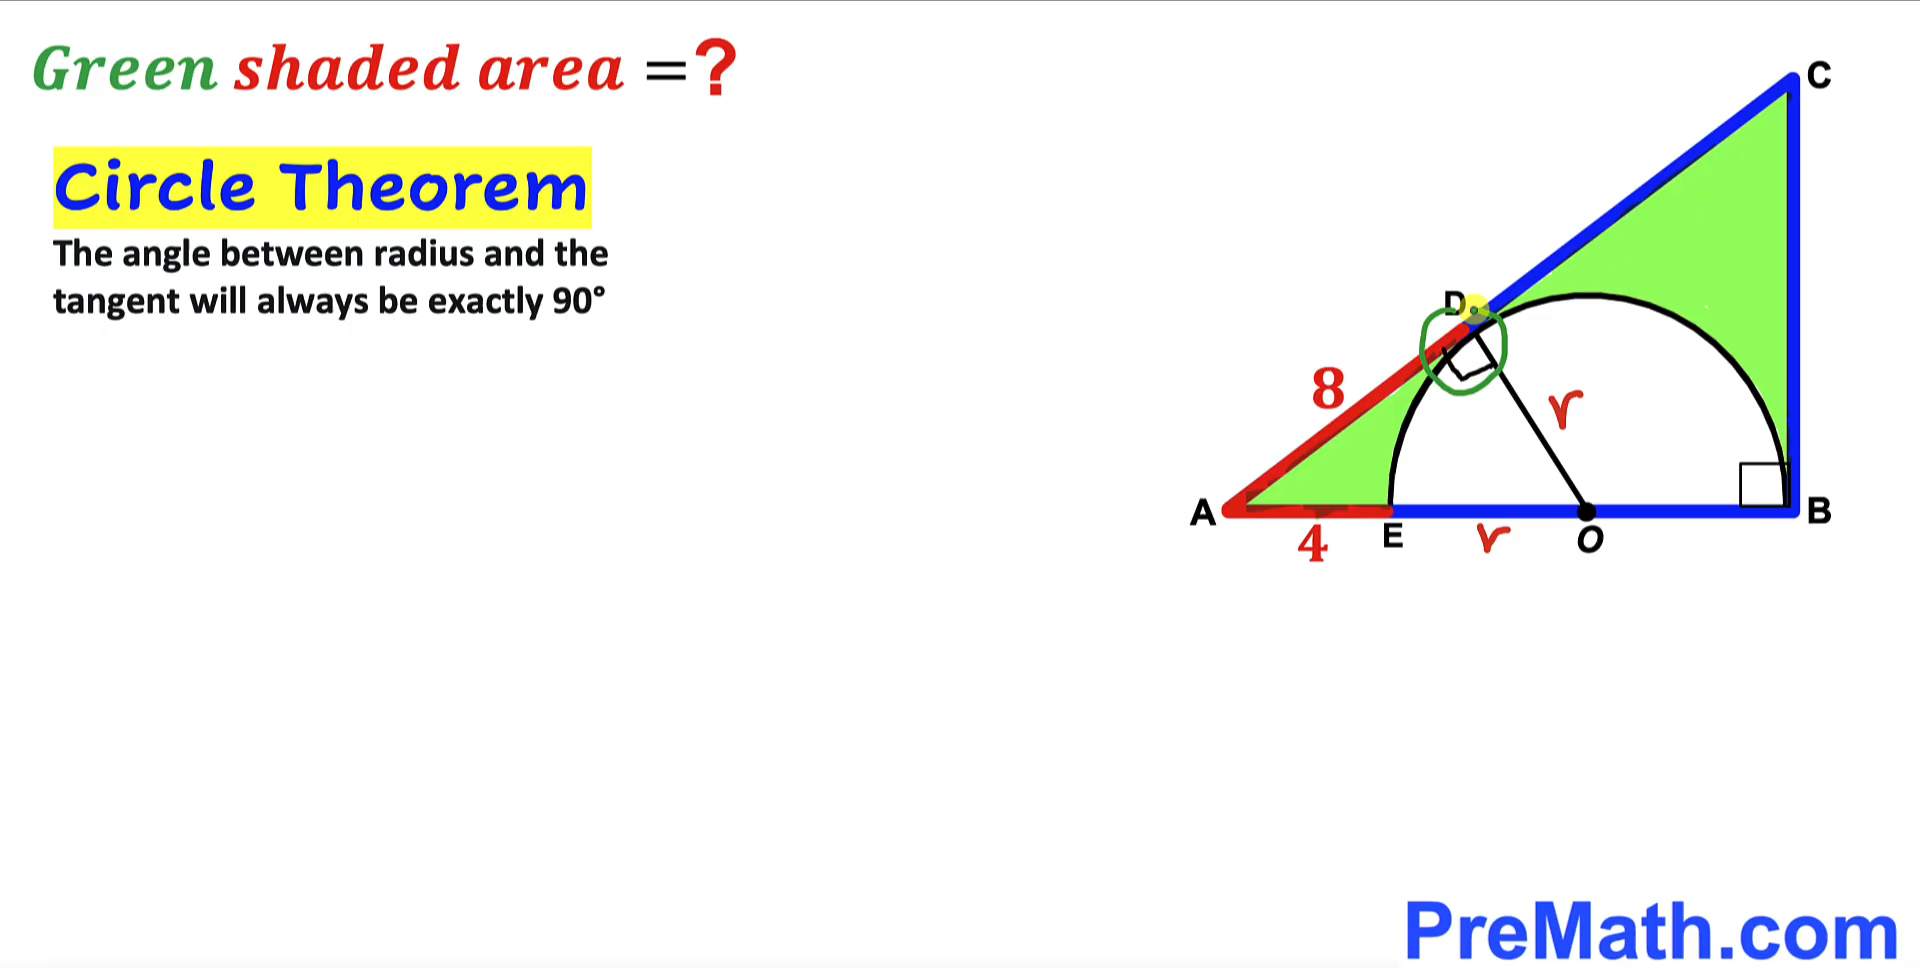 Green shaded area = ?
Circle Theorem
The angle between radius and the
tangent will always be exactly 90°
C
D
8
r
A
B
4
E
r
O
PreMath.com